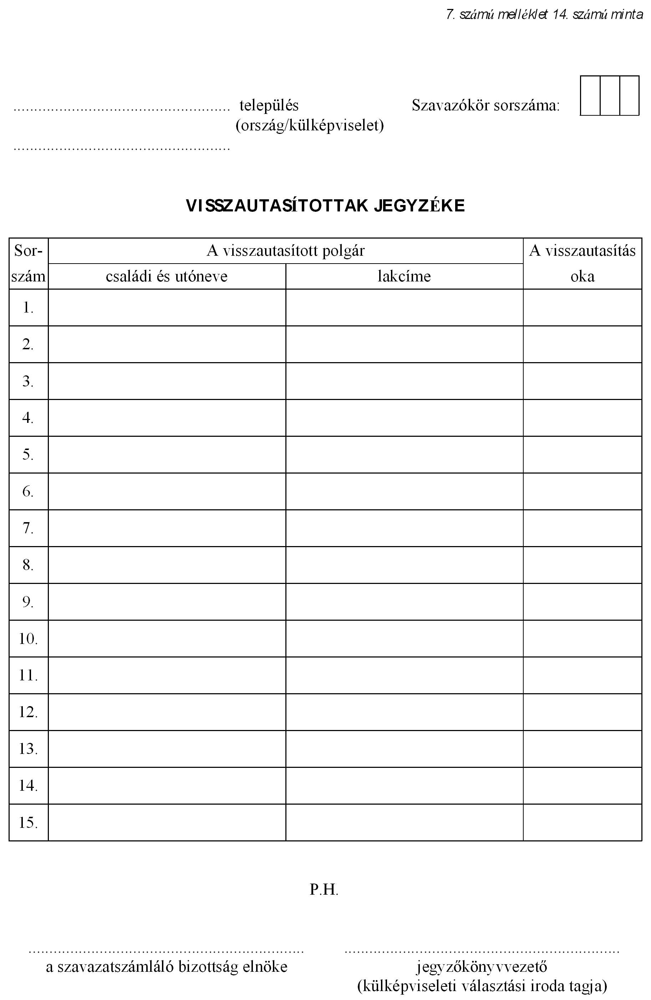 7. számú melléklet 14. számú minta
.................................................... település Szavazókör sorszáma:
(ország/külképviselet)
....................................................
VISSZAUTASÍTOTTAK JEGYZÉKE
Sor-szám A visszautasított polgár A visszautasítás oka
családi és utóneve lakcíme
1.
2.
3.
4.
5.
6.
7.
8.
9.
10.
11.
12.
13.
14.
15.
P.H.
.................................................................. ..................................................................
a szavazatszámláló bizottság elnöke jegyzőkönyvvezető
(külképviseleti választási iroda tagja)